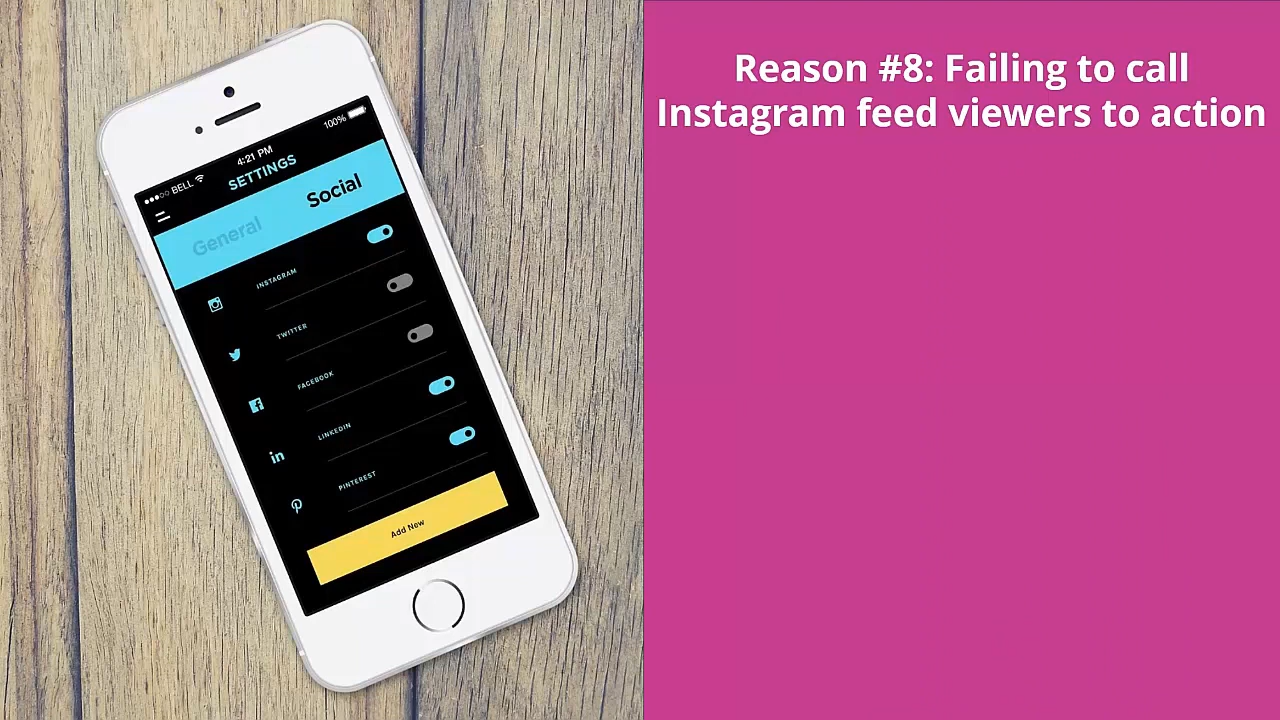 Reason #8: Failing to call
Instagram feed viewers to action
BELL
4:21 PM
100%
SETTINGS
General
Social
INSTAGRAM
TWITTER
FACEBOOK
LINKEDIN
PINTEREST
Add New